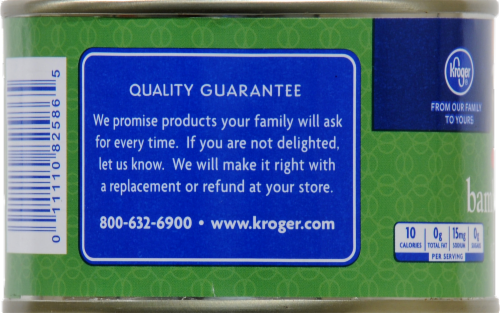 QUALITY GUARANTEE
We promise products your family will ask
for every time. If you are not delighted,
let us know. We will make it right with
a replacement or refund at your store.
800-632-6900 • www.kroger.com
0 11110 82586 5
Kroger
FROM OUR FAMILY
TO YOURS
bam
10 CALORIES
0g TOTAL FAT
15mg SODIUM
0g SUGARS
PER SERVING